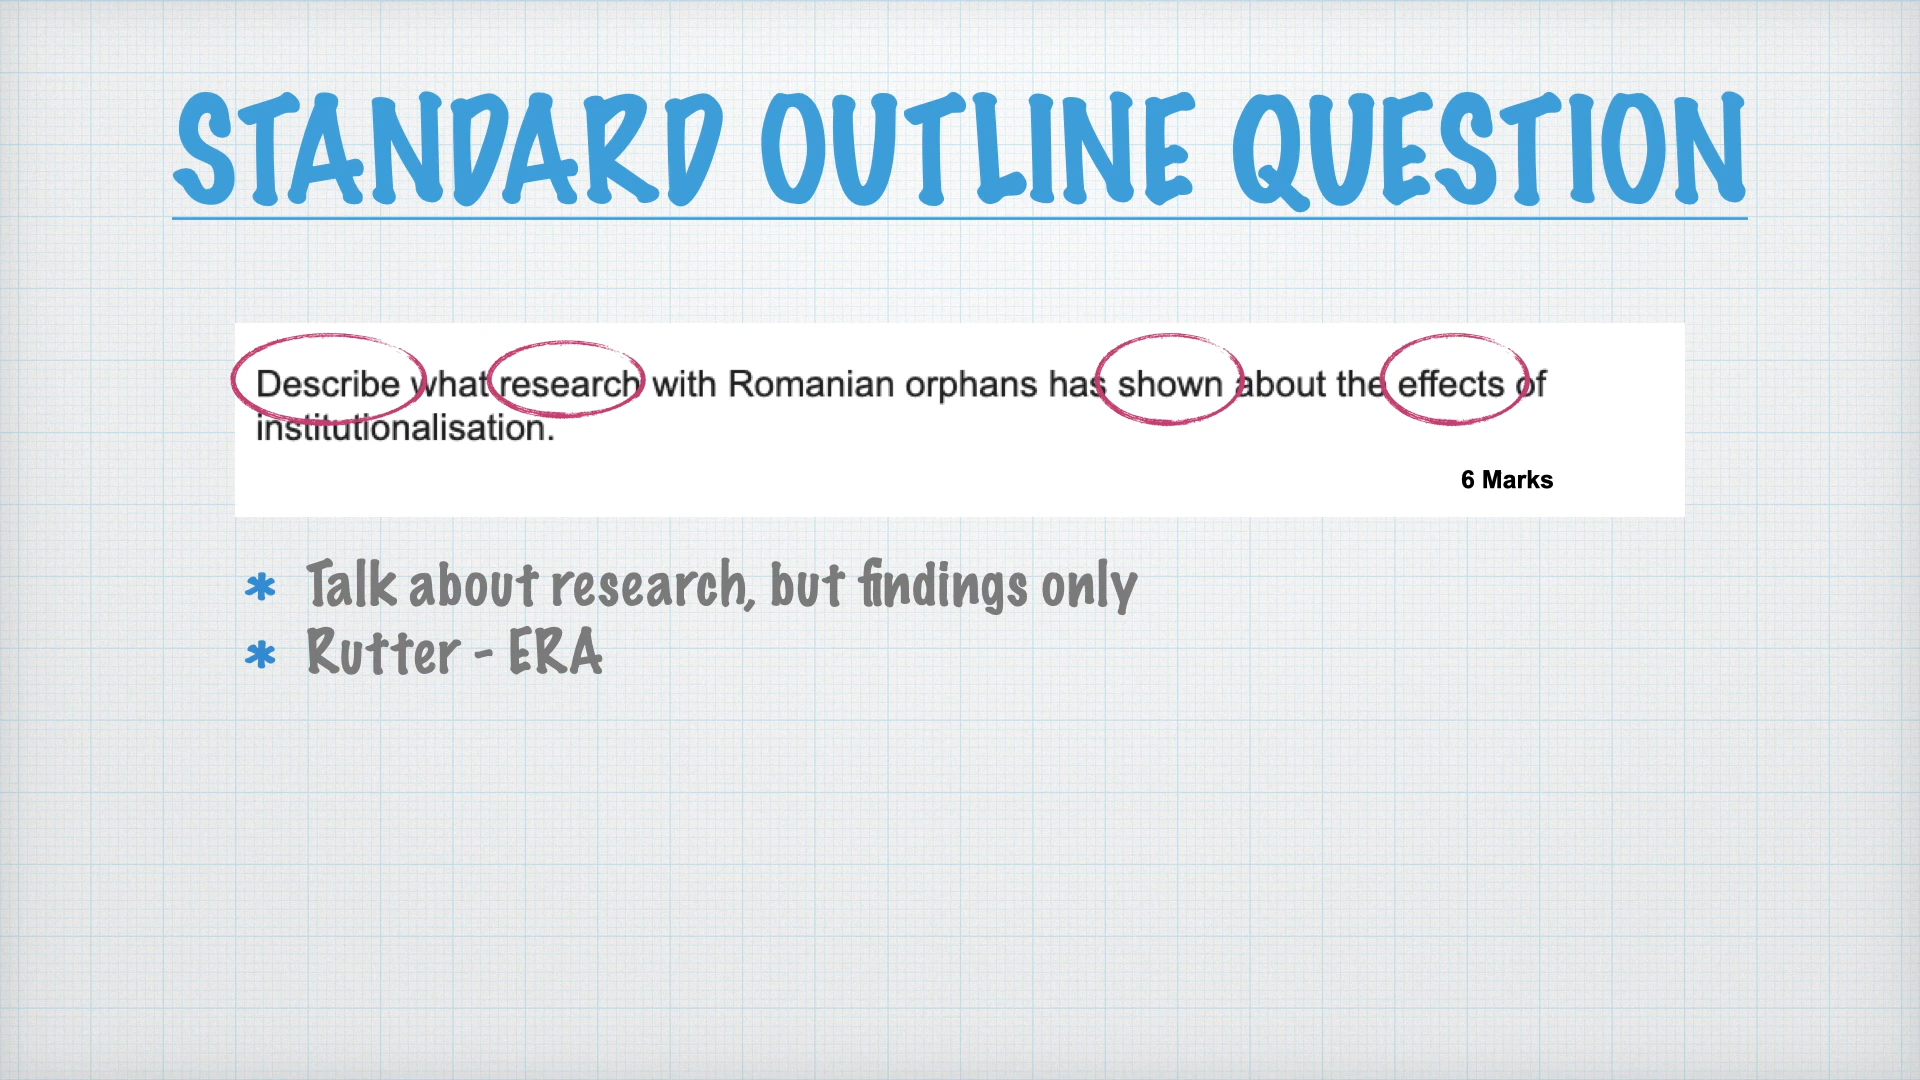 STANDARD OUTLINE QUESTION
Describe what research with Romanian orphans has shown about the effects of
institutionalisation.
6 Marks
* Talk about research, but findings only
* Rutter - ERA